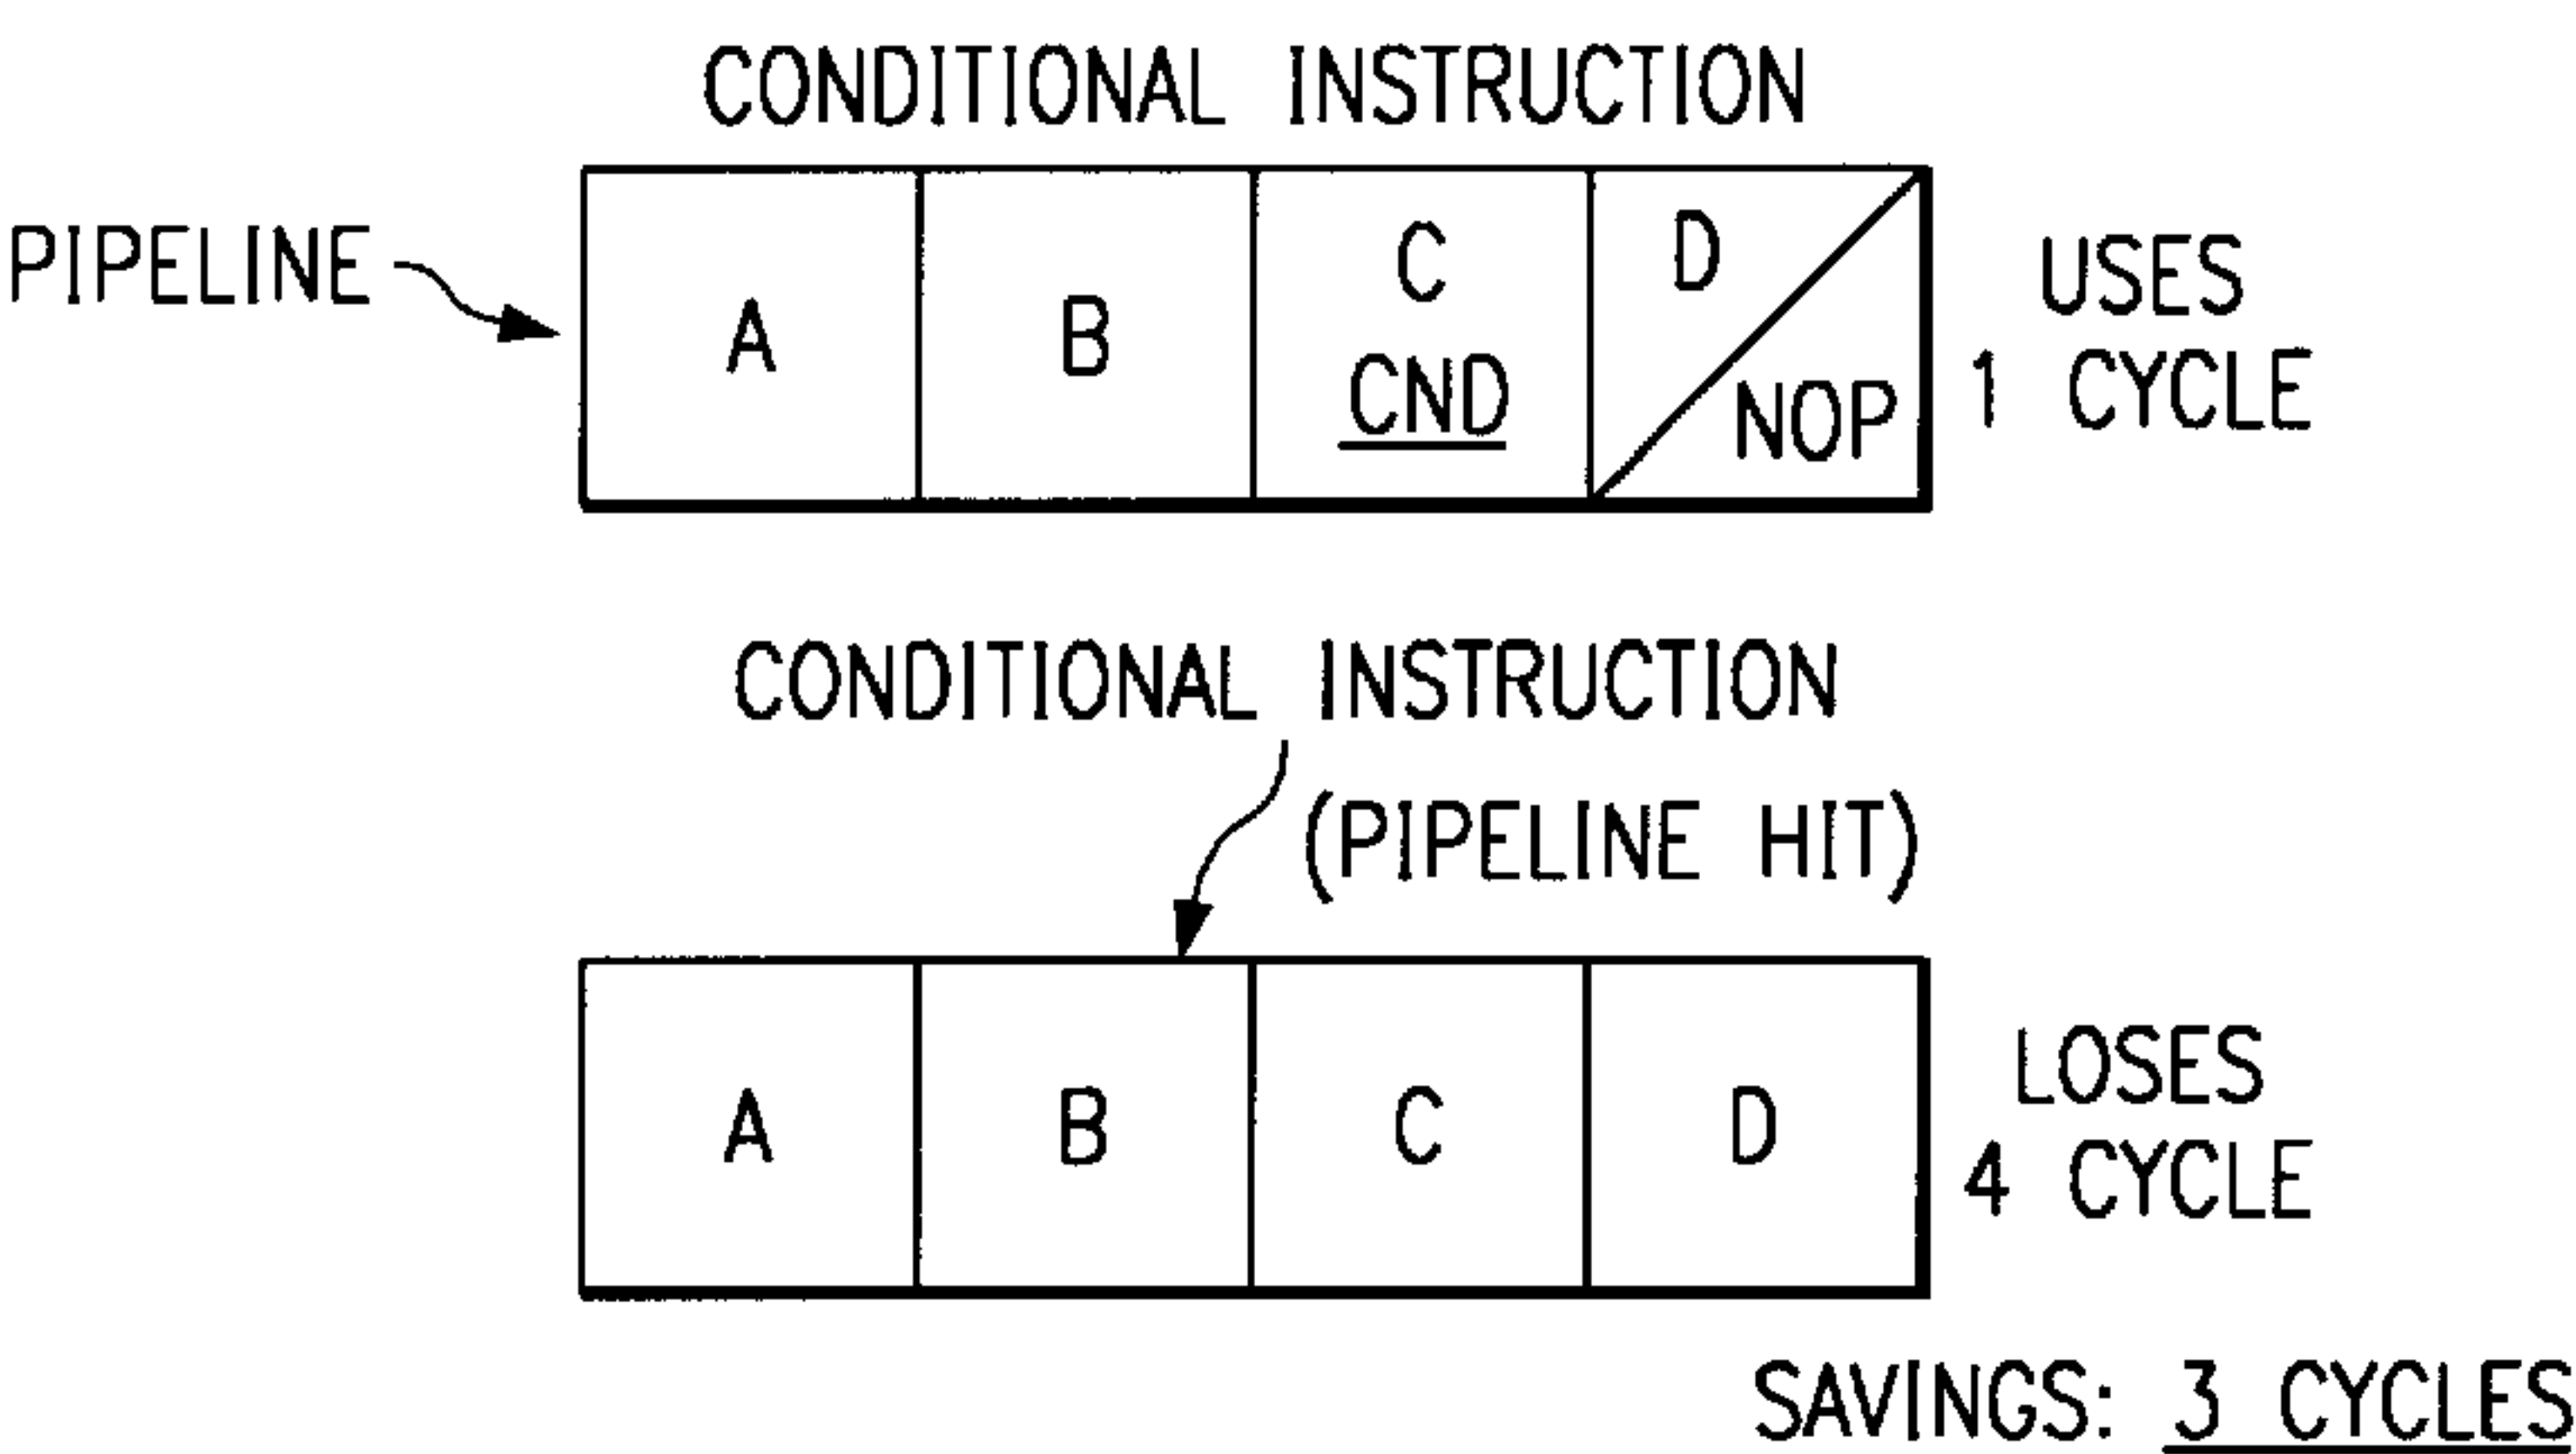 CONDITIONAL INSTRUCTION
PIPELINE
A
B
C
CND
D
NOP
USES
1 CYCLE
CONDITIONAL INSTRUCTION
(PIPELINE HIT)
A
B
C
D
LOSES
4 CYCLE
SAVINGS: 3 CYCLES